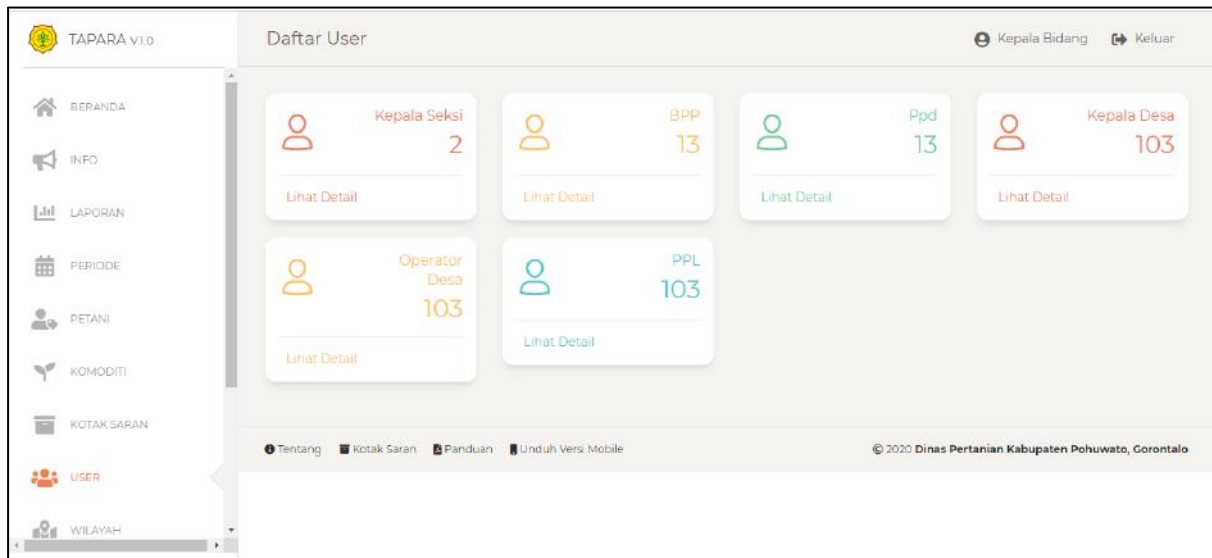 TAPARA V1.0
BERANDA
INFO
LAPORAN
PERIODE
PETANI
KOMODITI
KOTAK SARAN
USER
WILAYAH
Daftar User
Kepala Bidang
Keluar
Kepala Seksi
2
Lihat Detail
BPP
13
Lihat Detail
Ppd
13
Lihat Detail
Kepala Desa
103
Lihat Detail
Operator
Desa
103
Lihat Detail
PPL
103
Lihat Detail
Tentang Kotak Saran Panduan Unduh Versi Mobile
© 2020 Dinas Pertanian Kabupaten Pohuwato, Gorontalo